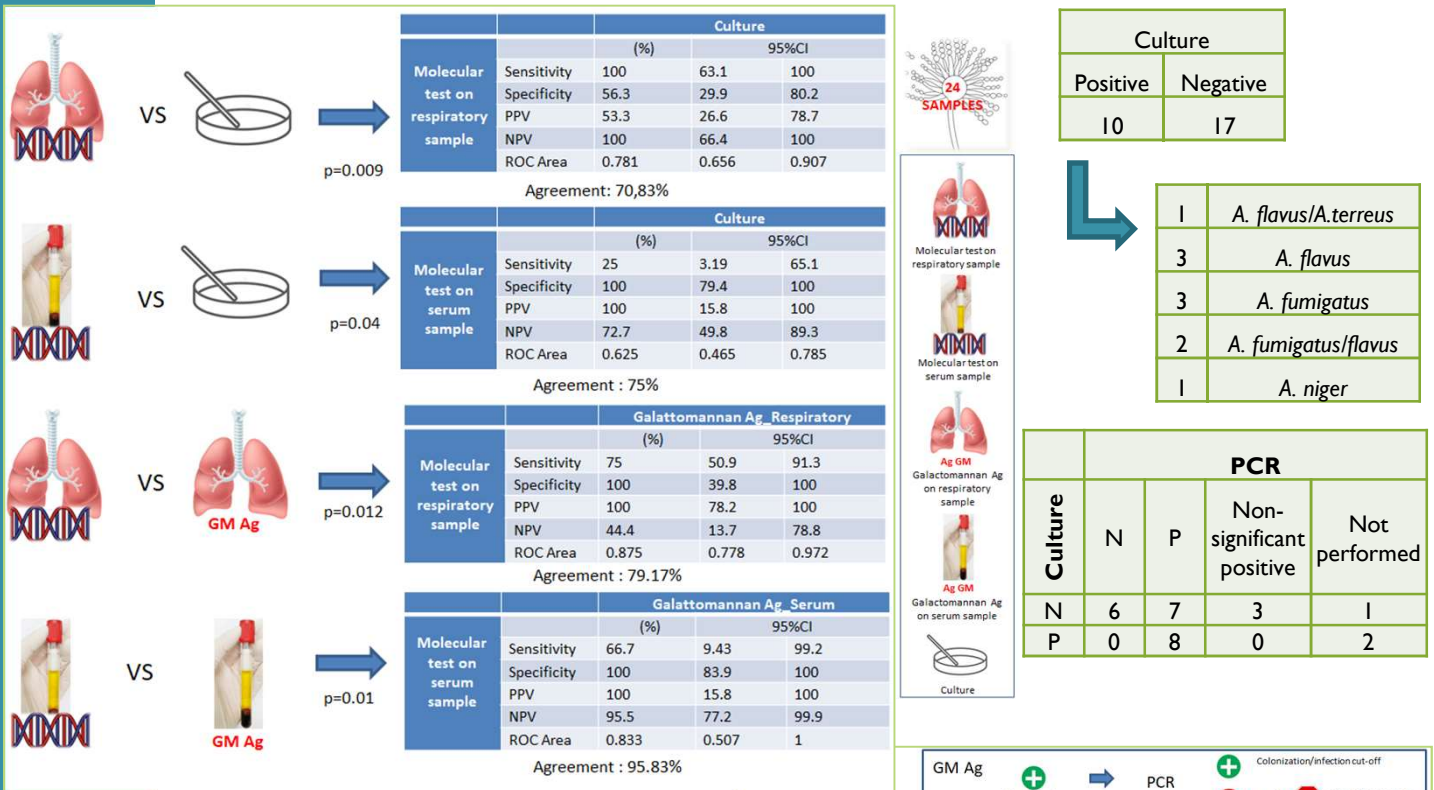 VS
p=0.009
Culture
(%) 95%CI
Molecular test on respiratory sample
Sensitivity 100 63.1 100
Specificity 56.3 29.9 80.2
PPV 53.3 26.6 78.7
NPV 100 66.4 100
ROC Area 0.781 0.656 0.907
Agreement: 70,83%
VS
p=0.04
Culture
(%) 95%CI
Molecular test on serum sample
Sensitivity 25 3.19 65.1
Specificity 100 79.4 100
PPV 100 15.8 100
NPV 72.7 49.8 89.3
ROC Area 0.625 0.465 0.785
Agreement : 75%
VS
GM Ag
p=0.012
Galattomannan Ag_Respiratory
(%) 95%CI
Molecular test on respiratory sample
Sensitivity 75 50.9 91.3
Specificity 100 39.8 100
PPV 100 78.2 100
NPV 44.4 13.7 78.8
ROC Area 0.875 0.778 0.972
Agreement : 79.17%
VS
GM Ag
p=0.01
Galattomannan Ag_Serum
(%) 95%CI
Molecular test on serum sample
Sensitivity 66.7 9.43 99.2
Specificity 100 83.9 100
PPV 100 15.8 100
NPV 95.5 77.2 99.9
ROC Area 0.833 0.507 1
Agreement : 95.83%
24
SAMPLES
Molecular test on
respiratory sample
Molecular test on
serum sample
Ag GM
Galactomannan Ag
on respiratory
sample
Ag GM
Galactomannan Ag
on serum sample
Culture
Culture
Positive Negative
10 17
1 A. flavus/A.terreus
3 A. flavus
3 A. fumigatus
2 A. fumigatus/flavus
1 A. niger
PCR
Culture
N P Non-significant positive Not performed
N 6 7 3 1
P 0 8 0 2
GM Ag
PCR
Colonization/infection cut-off